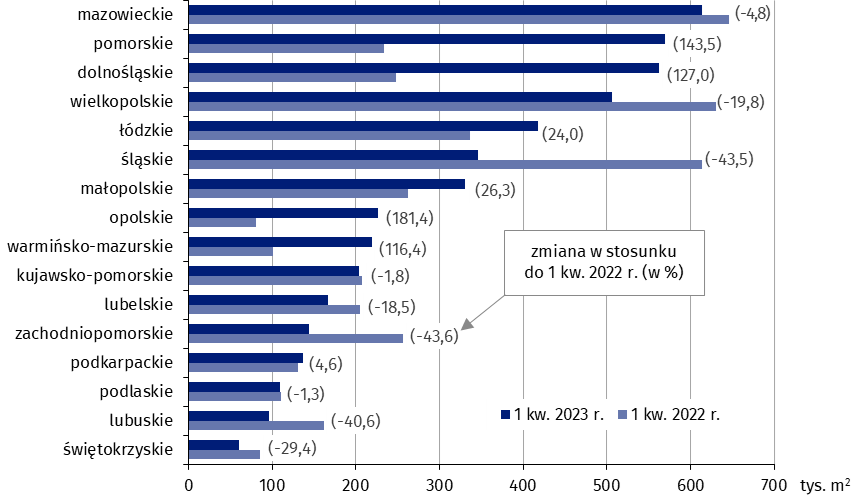 mazowieckie (-4,8)
pomorskie (143,5)
dolnośląskie (127,0)
wielkopolskie (-19,8)
łódzkie (24,0)
śląskie (-43,5)
małopolskie (26,3)
opolskie (181,4)
warmińsko-mazurskie (116,4)
zmiana w stosunku
do 1 kw. 2022 r. (w %)
kujawsko-pomorskie (-1,8)
lubelskie (-18,5)
zachodniopomorskie (-43,6)
podkarpackie (4,6)
podlaskie (-1,3)
1 kw. 2023 r. 1 kw. 2022 r.
lubuskie (-40,6)
świętokrzyskie (-29,4)
0 100 200 300 400 500 600 700 tys. m²